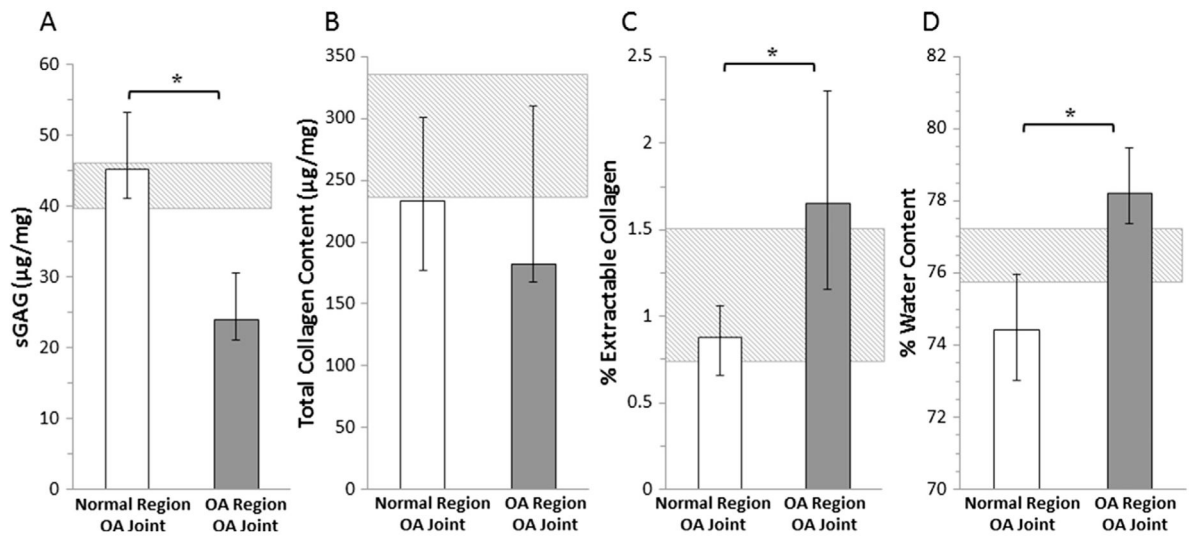 A
sGAG (µg/mg)
60
50
40
30
20
10
0
*
Normal Region
OA Joint
OA Region
OA Joint
B
Total Collagen Content (µg/mg)
350
300
250
200
150
100
50
0
Normal Region
OA Joint
OA Region
OA Joint
C
% Extractable Collagen
2.5
2
1.5
1
0.5
0
*
Normal Region
OA Joint
OA Region
OA Joint
D
% Water Content
82
80
78
76
74
72
70
*
Normal Region
OA Joint
OA Region
OA Joint